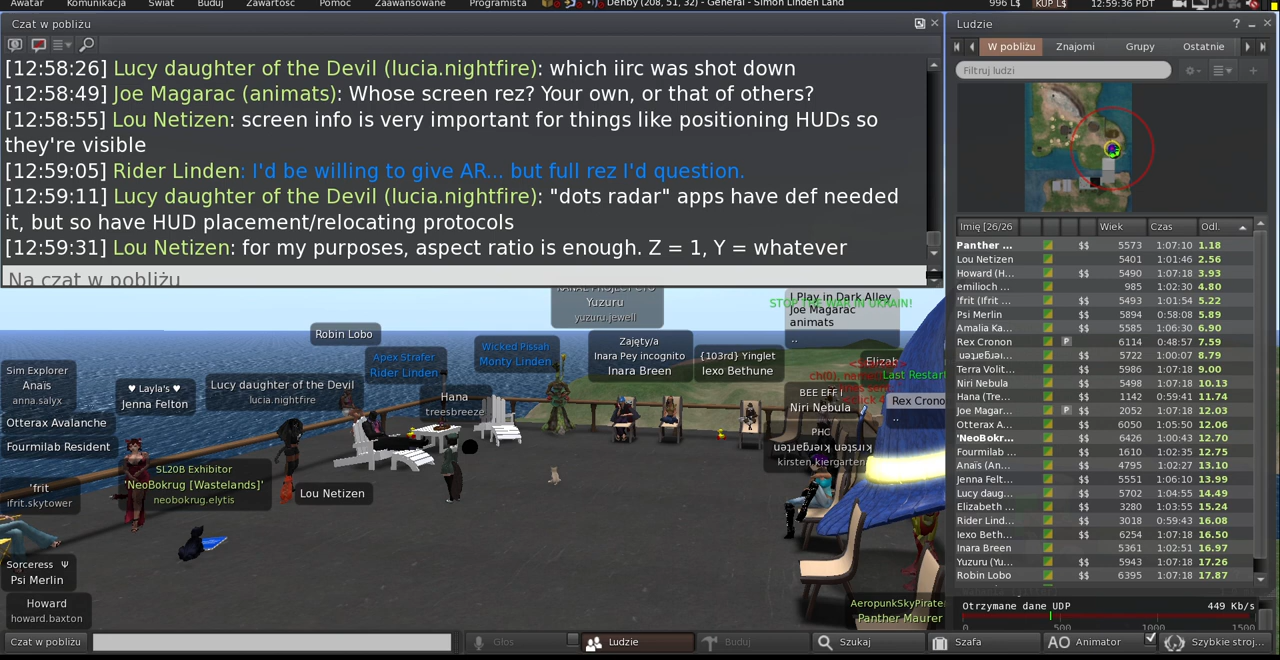 Awatar Komunikacja Świat Buduj Zawartość Pomoc Zaawansowane Programista Denby (208, 51, 32) - General - Simon Linden Land 996 L$ KUP L$ 12:59:36 PDT
Czat w pobliżu
[12:58:26] Lucy daughter of the Devil (lucia.nightfire): which iirc was shot down
[12:58:49] Joe Magarac (animats): Whose screen rez? Your own, or that of others?
[12:58:55] Lou Netizen: screen info is very important for things like positioning HUDs so
they're visible
[12:59:05] Rider Linden: I'd be willing to give AR... but full rez I'd question.
[12:59:11] Lucy daughter of the Devil (lucia.nightfire): "dots radar" apps have def needed
it, but so have HUD placement/relocating protocols
[12:59:31] Lou Netizen: for my purposes, aspect ratio is enough. Z = 1, Y = whatever
Na czat w pobliżu
Yuzuru
yuzuru.jewell
I Play in Dark Alley
STOP THE WAR IN UKRAINE!
Joe Magarac
animats
..
Robin Lobo
Apex Strafer
Rider Linden
Wicked Pissah
Monty Linden
Zajęty/a
Inara Pey incognito
Inara Breen
{103rd} Yinglet
Iexo Bethune
Elizab
Last Restart
Sim Explorer
Anaïs
anna.salyx
♥ Layla's ♥
Jenna Felton
Lucy daughter of the Devil
lucia.nightfire
Hana
treesbreeze
BEE EFF I
Niri Nebula
Rex Crono
..
Otterax Avalanche
Fourmilab Resident
PHC
kirsten.kiergarten
SL20B Exhibitor
'NeoBokrug [Wastelands]'
neobokrug.elytis
Lou Netizen
'frit
ifrit.skytower
Sorceress Ψ
Psi Merlin
Howard
howard.baxton
AeropunkSkyPirate
Panther Maurer
Czat w pobliżu Głos Ludzie Buduj Szukaj Szafa AO Animator Szybkie stroj...
Ludzie
W pobliżu Znajomi Grupy Ostatnie
Filtruj ludzi
Imię [26/26 Wiek Czas Odl.
Panther ... $$ 5573 1:07:10 1.18
Lou Netizen 5401 1:01:46 2.56
Howard (H... $$ 5490 1:07:18 3.93
emilioch ... 985 1:02:30 4.80
'frit (Ifrit ... $$ 5493 1:01:54 5.22
Psi Merlin $$ 5894 0:58:08 5.89
Amalia Ka... $$ 5585 1:06:30 6.90
Rex Cronon P 6114 0:48:57 7.59
$$ 5722 1:00:07 8.79
Terra Volit... $$ 5986 1:07:18 9.00
Niri Nebula $$ 5498 1:07:18 10.13
Hana (Tre... $$ 1142 0:59:41 11.74
Joe Magar... P $$ 2052 1:07:18 12.03
Otterax A... $$ 6050 1:05:50 12.06
'NeoBokr... $$ 6426 1:00:43 12.70
Fourmilab ... $$ 1610 1:02:35 12.75
Anaïs (An... $$ 4795 1:02:27 13.10
Jenna Felt... $$ 5551 1:06:10 13.99
Lucy daug... $$ 5702 1:04:55 14.49
Elizabeth ... $$ 3280 1:03:55 15.24
Rider Lind... $$ 3018 0:59:43 16.08
Iexo Beth... $$ 6254 1:07:18 16.50
Inara Breen 5361 1:02:51 16.97
Yuzuru (Yu... $$ 5943 1:07:18 17.26
Robin Lobo $$ 6395 1:07:18 17.87
Otrzymane dane UDP 449 Kb/s
0 500 1000 1500